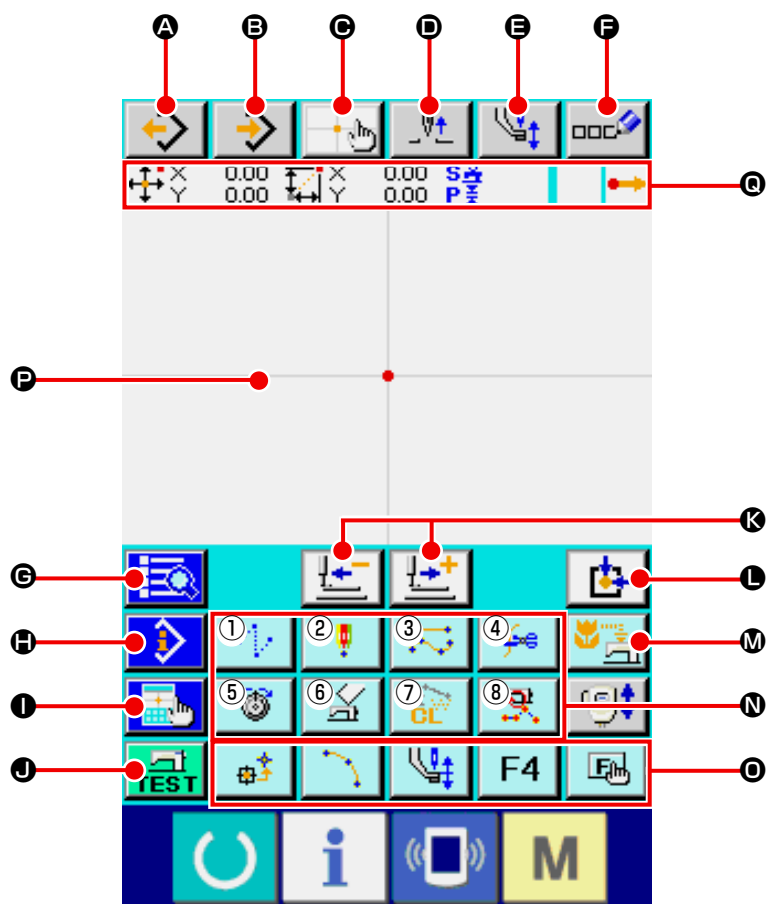 A B C D E F
X 0.00 X 0.00 S
Y 0.00 Y 0.00 P
Q
P
K
G
L
H ① ② ③ ④
M
I ⑤ ⑥ ⑦ ⑧
CL
N
J TEST F4 F
O
i M